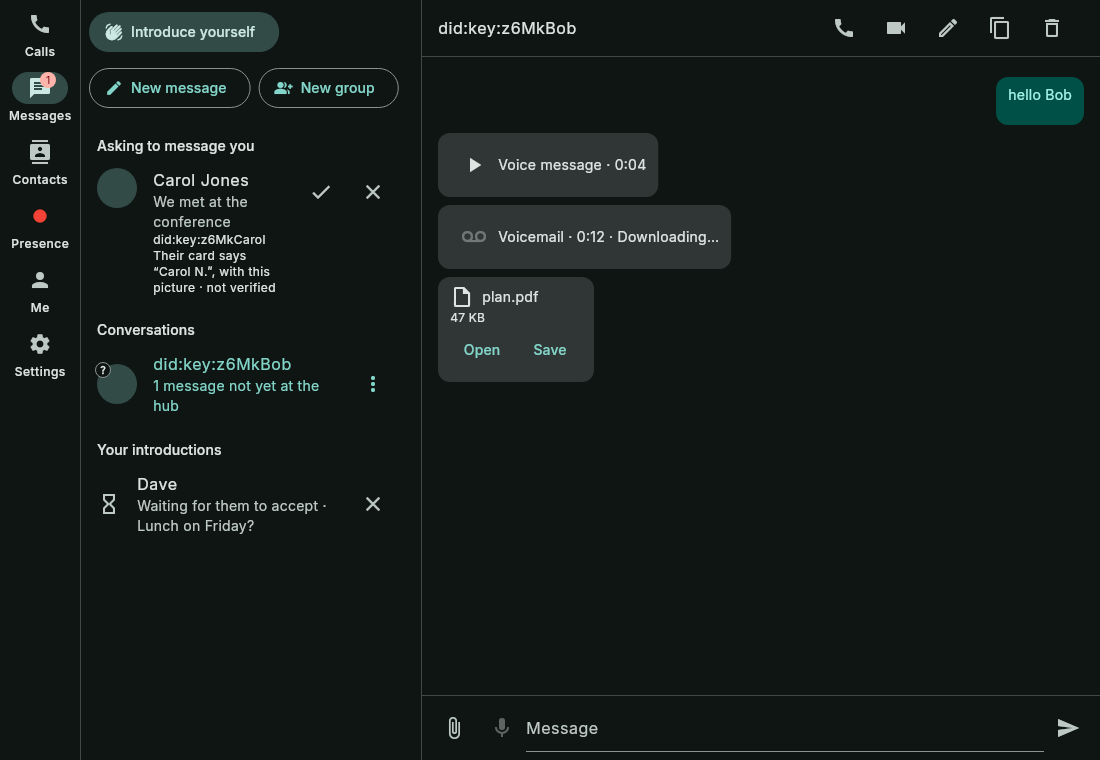 Calls
1
Messages
Contacts
Presence
Me
Settings
Introduce yourself
New message
New group
Asking to message you
Carol Jones
We met at the
conference
did:key:z6MkCarol
Their card says
“Carol N.”, with this
picture · not verified
Conversations
?
did:key:z6MkBob
1 message not yet at the
hub
Your introductions
Dave
Waiting for them to accept ·
Lunch on Friday?
did:key:z6MkBob
hello Bob
Voice message · 0:04
Voicemail · 0:12 · Downloading…
plan.pdf
47 KB
Open
Save
Message